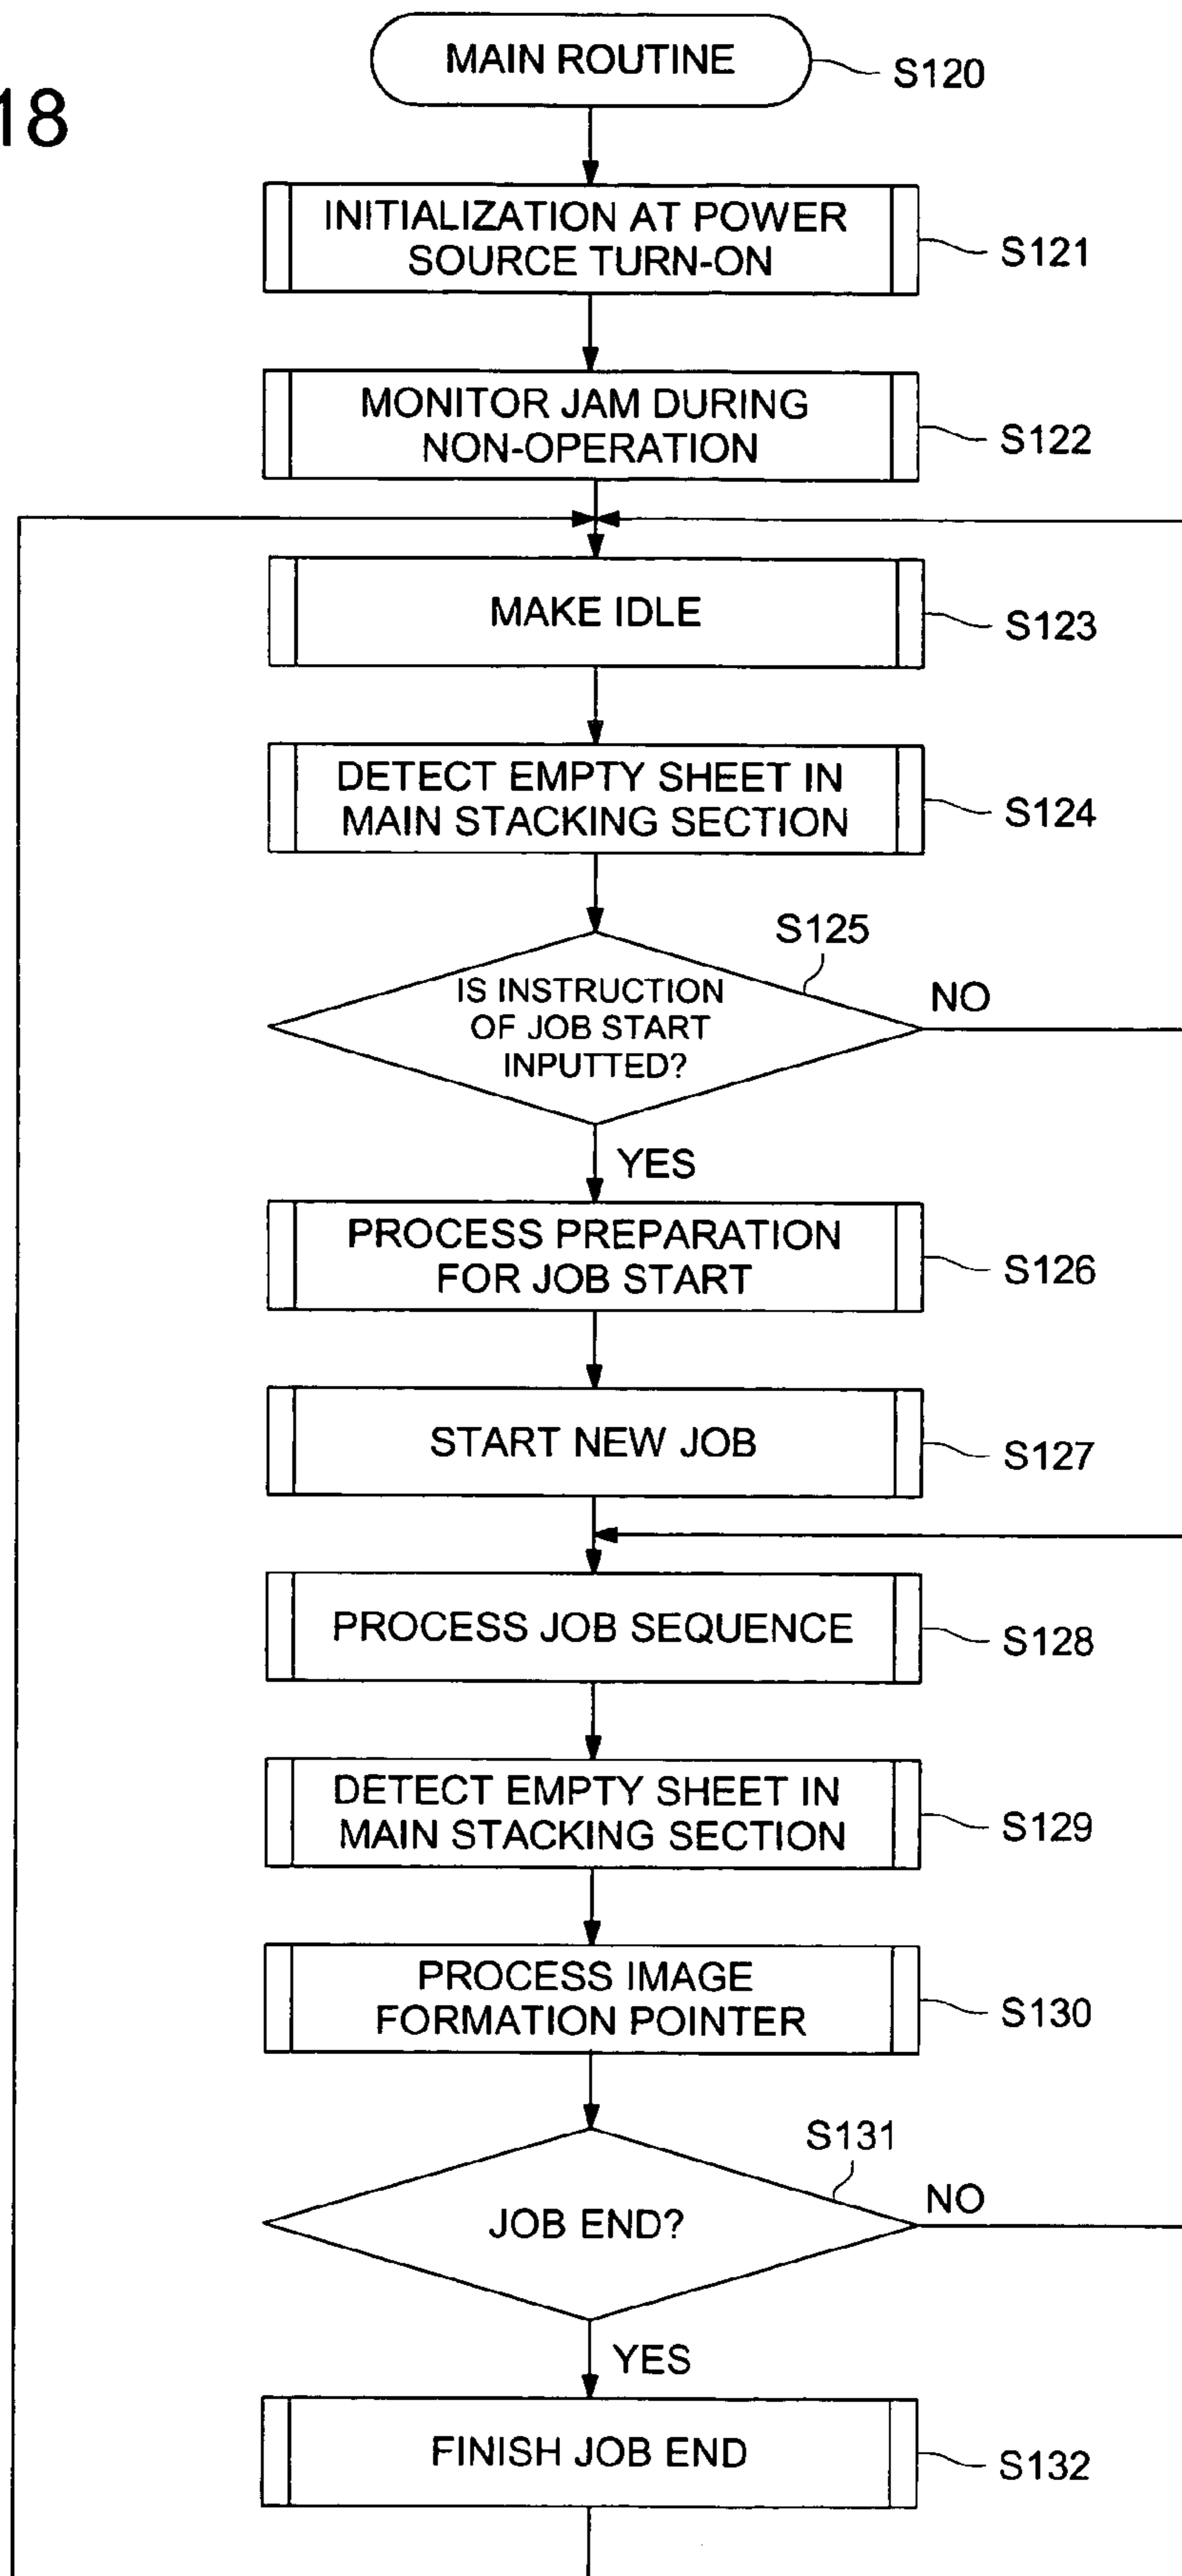 18
MAIN ROUTINE
S120
INITIALIZATION AT POWER
SOURCE TURN-ON
S121
MONITOR JAM DURING
NON-OPERATION
S122
MAKE IDLE
S123
DETECT EMPTY SHEET IN
MAIN STACKING SECTION
S124
S125
IS INSTRUCTION
OF JOB START
INPUTTED?
NO
YES
PROCESS PREPARATION
FOR JOB START
S126
START NEW JOB
S127
PROCESS JOB SEQUENCE
S128
DETECT EMPTY SHEET IN
MAIN STACKING SECTION
S129
PROCESS IMAGE
FORMATION POINTER
S130
S131
JOB END?
NO
YES
FINISH JOB END
S132